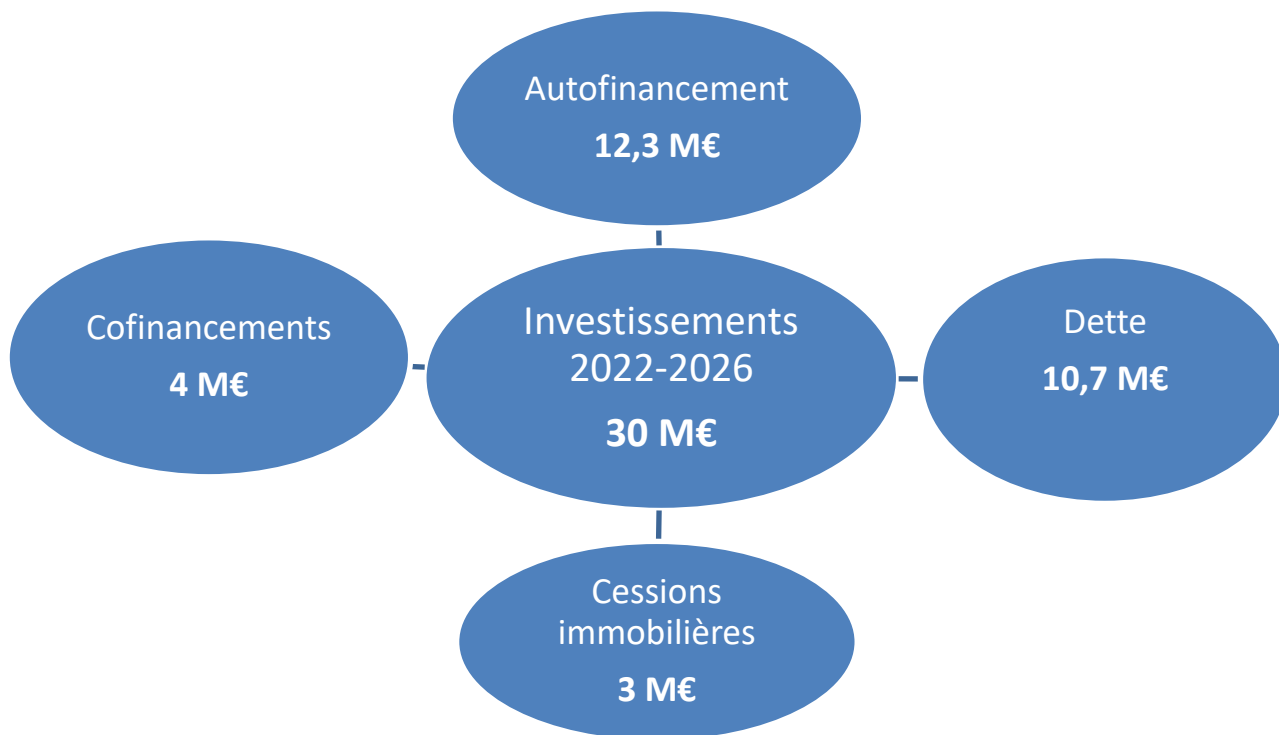 Autofinancement
12,3 M€
Cofinancements
4 M€
Investissements
2022-2026
30 M€
Dette
10,7 M€
Cessions
immobilières
3 M€